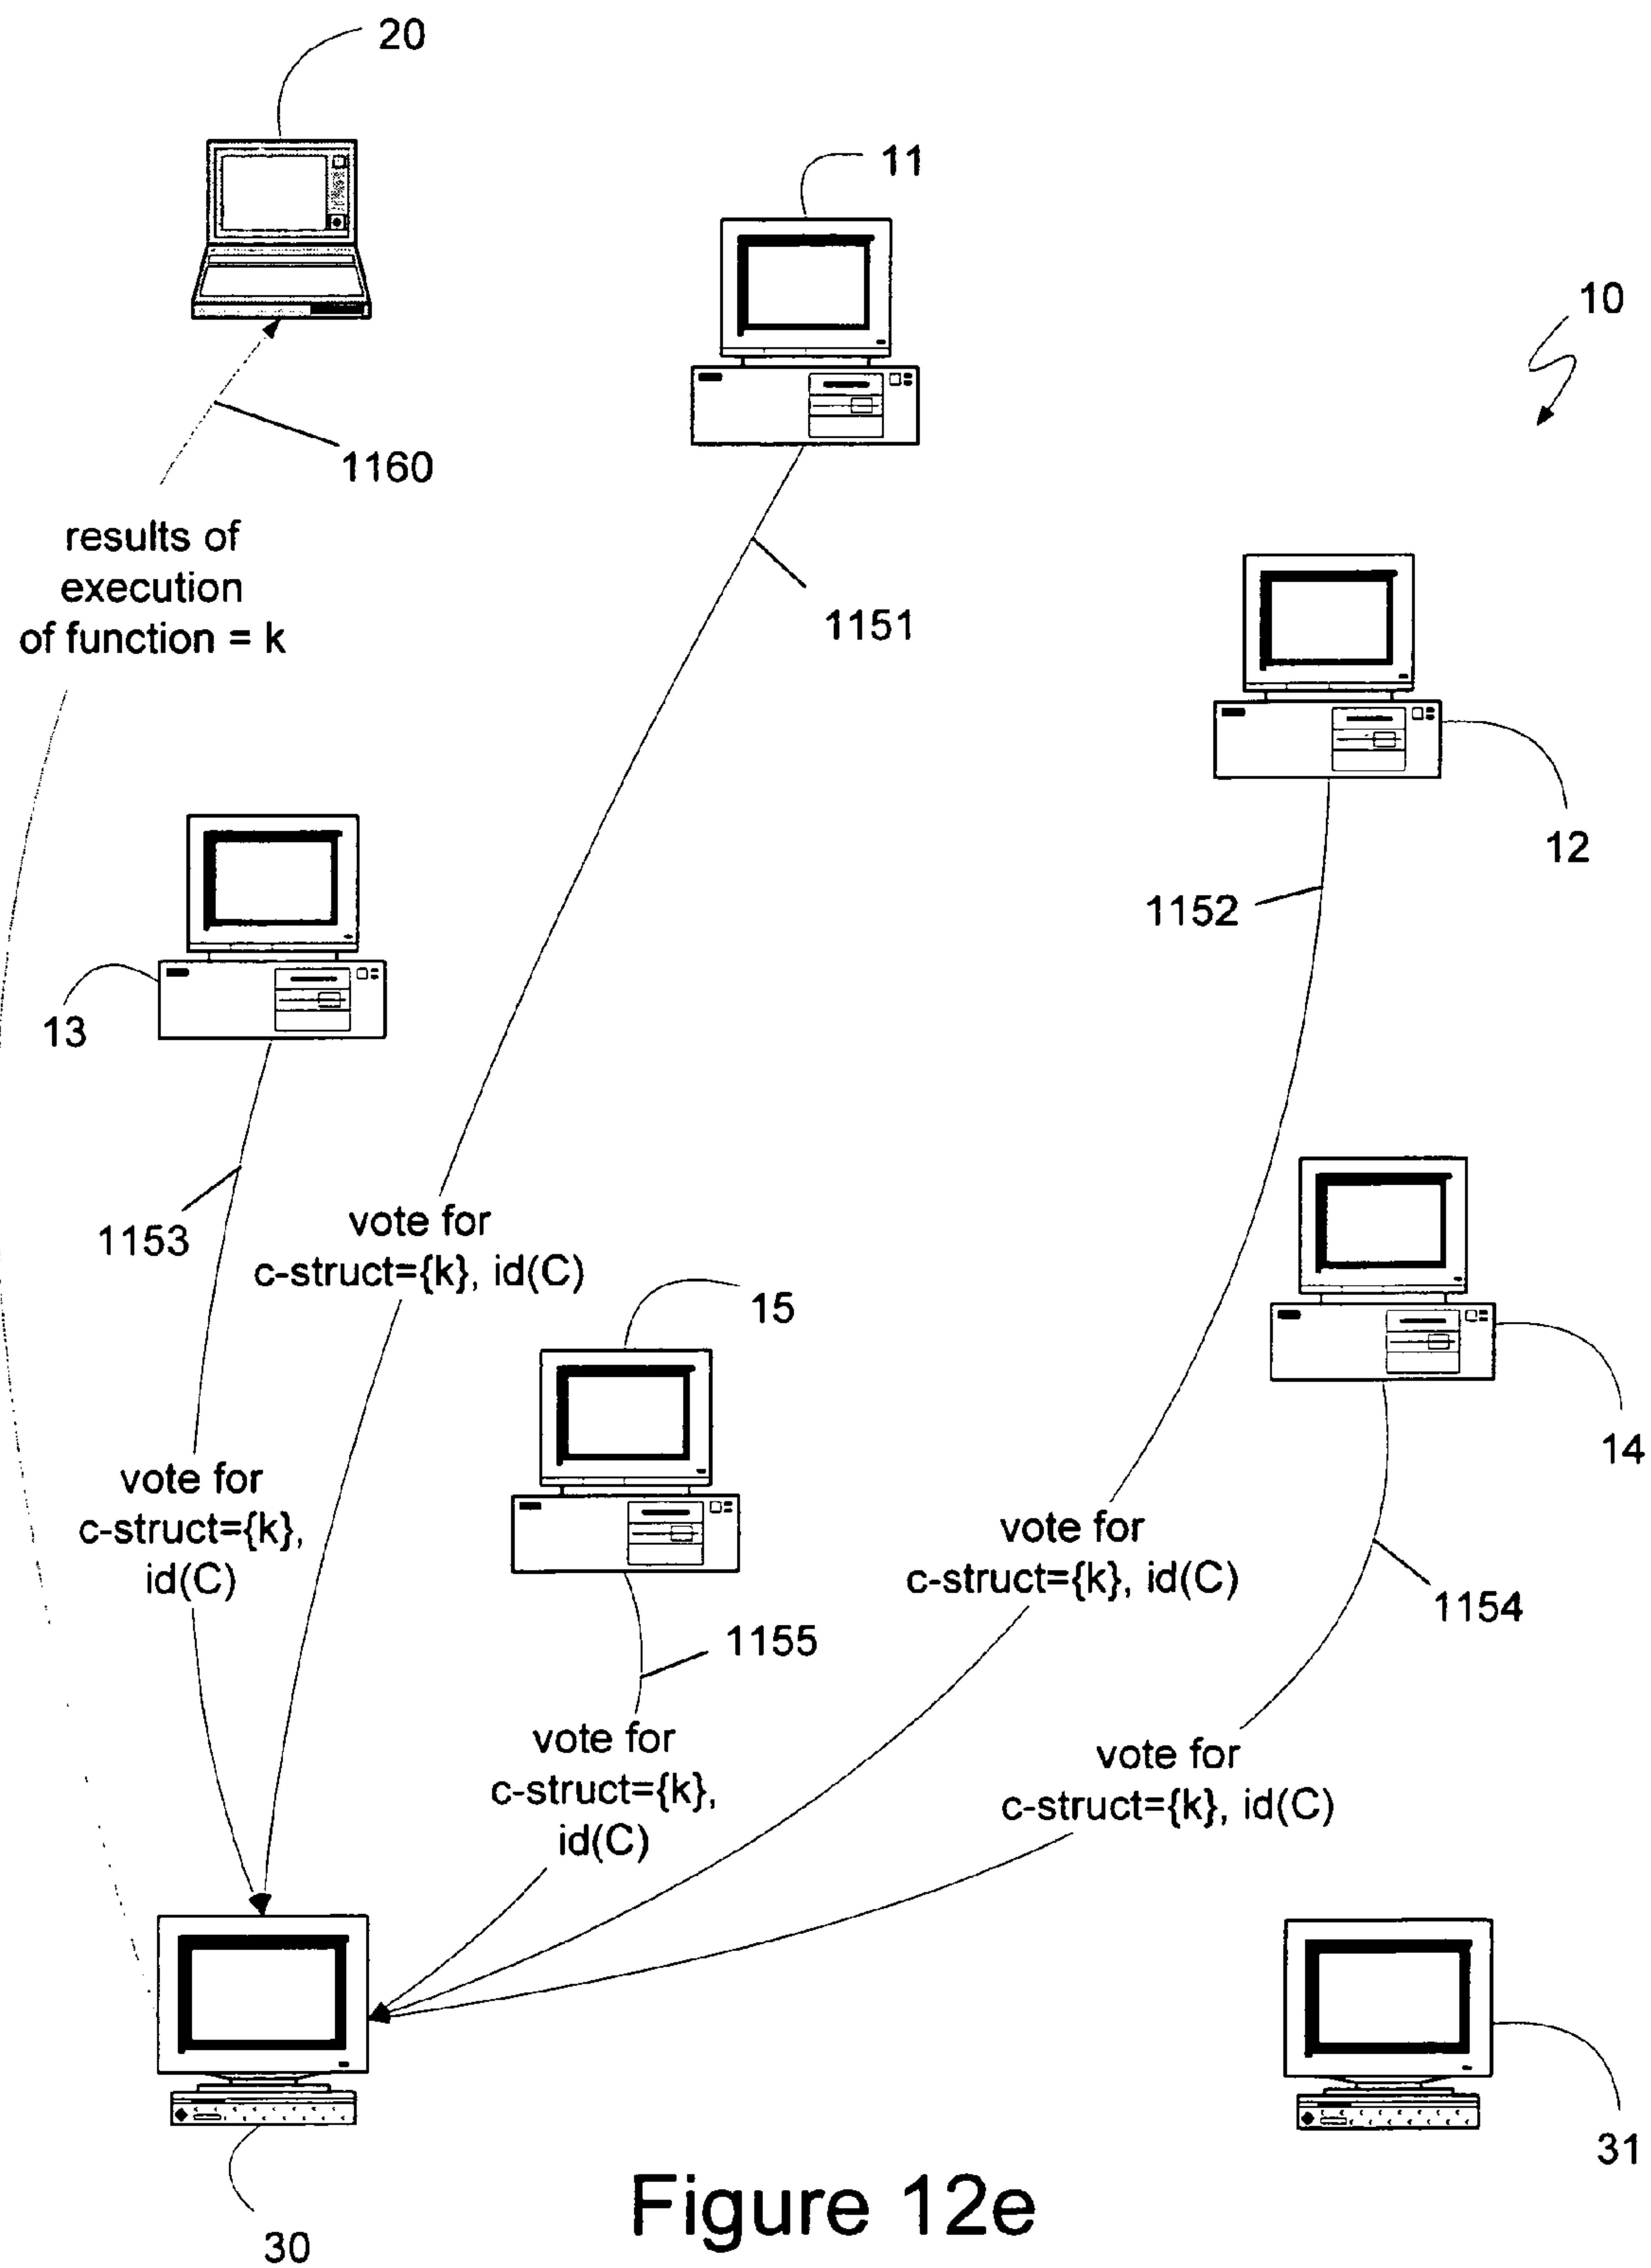 20
11
10
1160
results of
execution
of function = k
1151
12
1152
13
1153
vote for
c-struct={k}, id(C)
15
14
vote for
c-struct={k},
id(C)
vote for
c-struct={k}, id(C)
1154
1155
vote for
c-struct={k},
id(C)
vote for
c-struct={k}, id(C)
31
30
Figure 12e